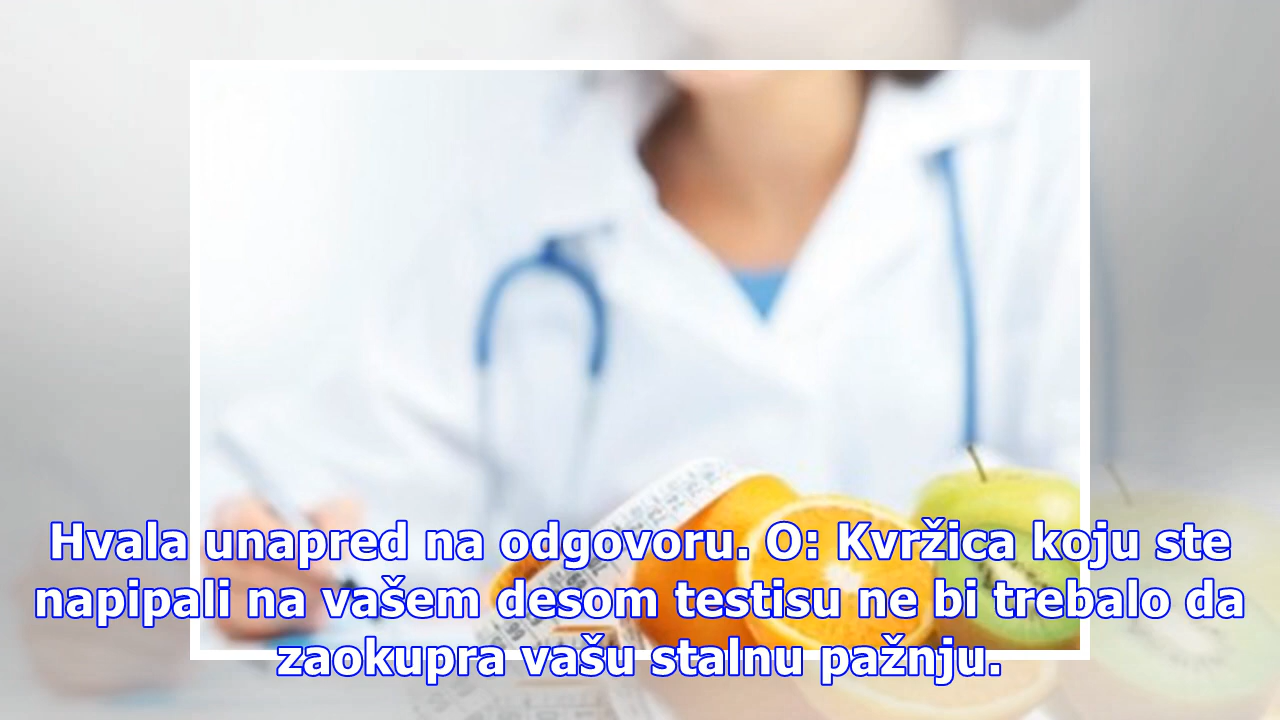 Hvala unapred na odgovoru. O: Kvržica koju ste
napipali na vašem desom testisu ne bi trebalo da
zaokupra vašu stalnu pažnju.